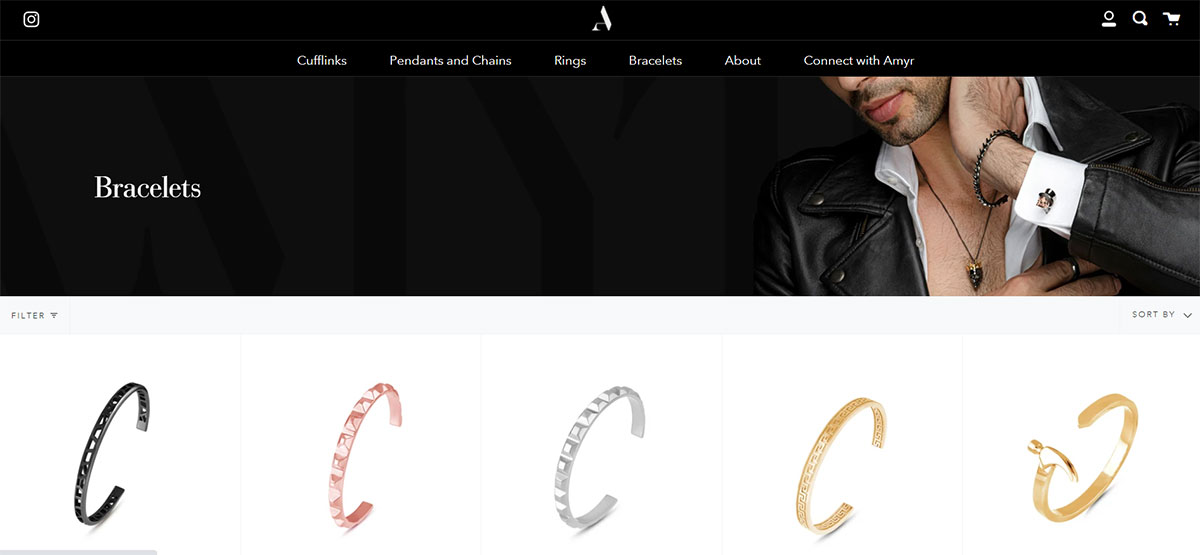 A
Cufflinks Pendants and Chains Rings Bracelets About Connect with Amyr
Bracelets
FILTER SORT BY